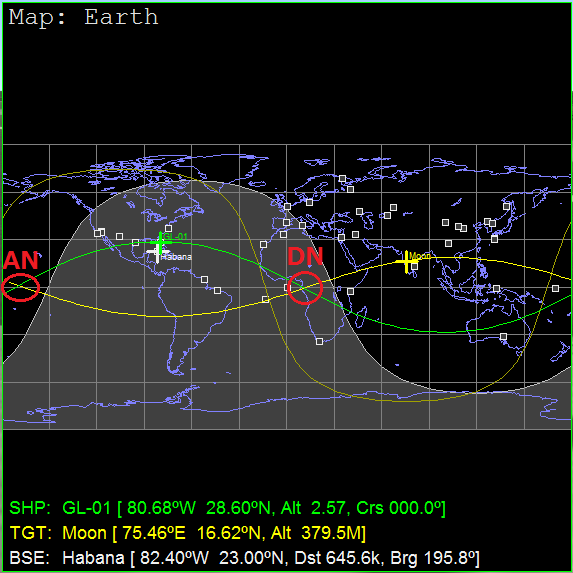 Map: Earth
GL-01
Habana
Moon
AN
DN
SHP: GL-01 [ 80.68ºW 28.60ºN, Alt 2.57, Crs 000.0º]
TGT: Moon [ 75.46ºE 16.62ºN, Alt 379.5M]
BSE: Habana [ 82.40ºW 23.00ºN, Dst 645.6k, Brg 195.8º]